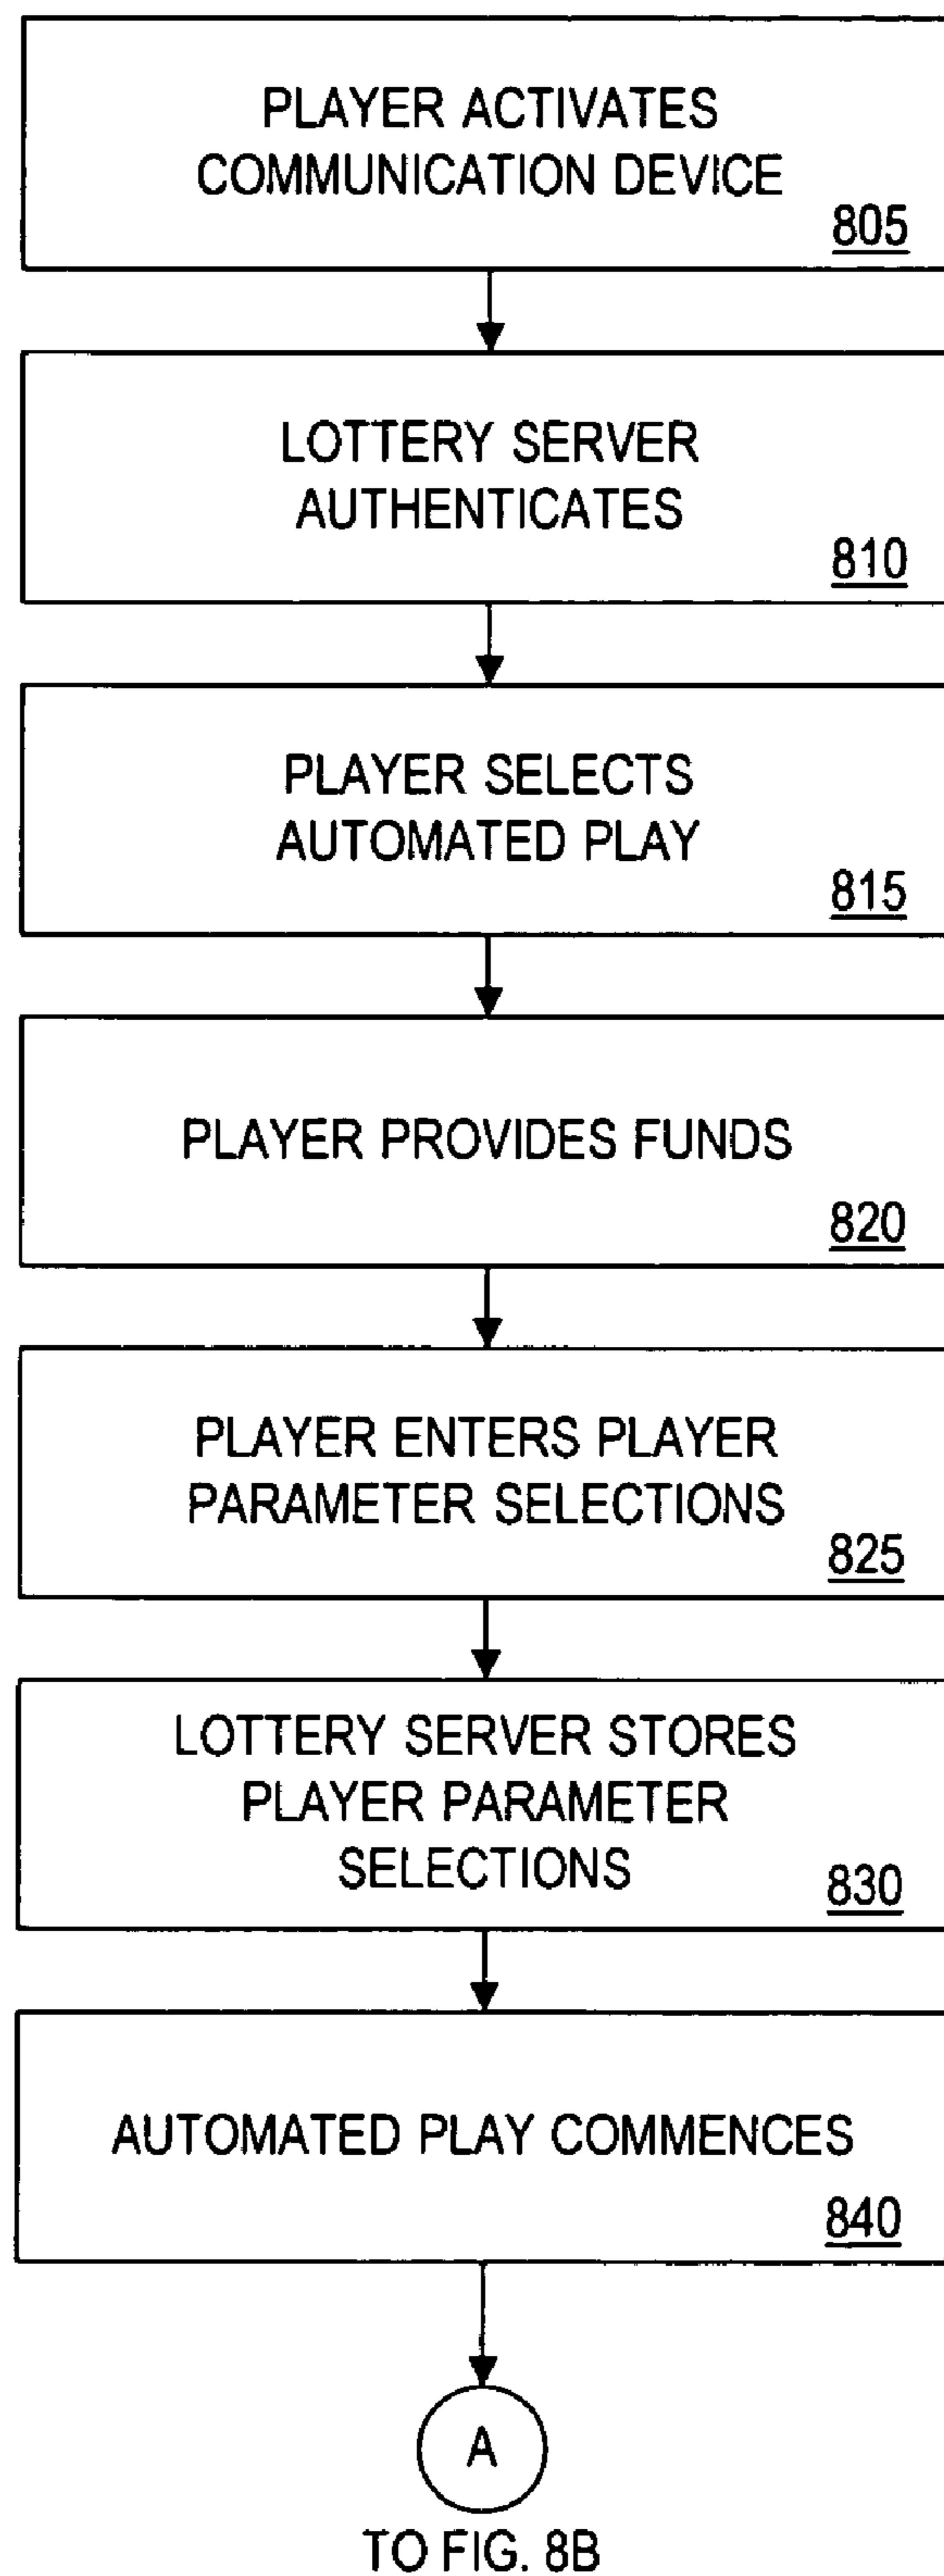 PLAYER ACTIVATES
COMMUNICATION DEVICE
805
LOTTERY SERVER
AUTHENTICATES
810
PLAYER SELECTS
AUTOMATED PLAY
815
PLAYER PROVIDES FUNDS
820
PLAYER ENTERS PLAYER
PARAMETER SELECTIONS
825
LOTTERY SERVER STORES
PLAYER PARAMETER
SELECTIONS
830
AUTOMATED PLAY COMMENCES
840
A
TO FIG. 8B